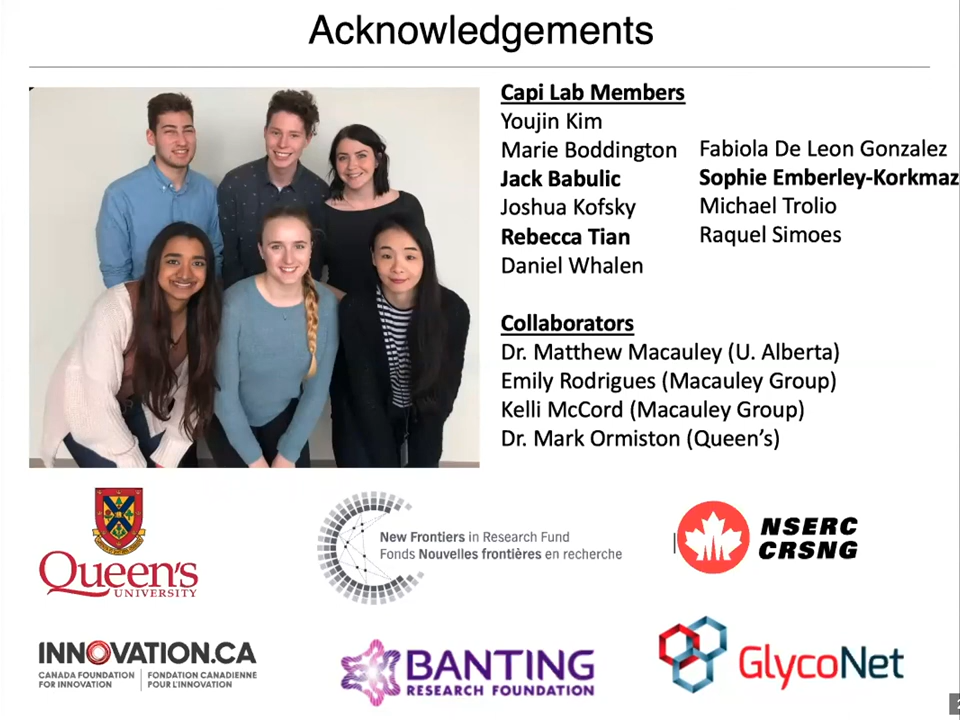 Acknowledgements
Capi Lab Members
Youjin Kim
Marie Boddington
Jack Babulic
Joshua Kofsky
Rebecca Tian
Daniel Whalen
Fabiola De Leon Gonzalez
Sophie Emberley-Korkmaz
Michael Trolio
Raquel Simoes
Collaborators
Dr. Matthew Macauley (U. Alberta)
Emily Rodrigues (Macauley Group)
Kelli McCord (Macauley Group)
Dr. Mark Ormiston (Queen's)
Queen's
UNIVERSITY
New Frontiers in Research Fund
Fonds Nouvelles frontières en recherche
NSERC
CRSNG
INNOVATION.CA
CANADA FOUNDATION
FOR INNOVATION
FONDATION CANADIENNE
POUR L'INNOVATION
BANTING
RESEARCH FOUNDATION
GlycoNet